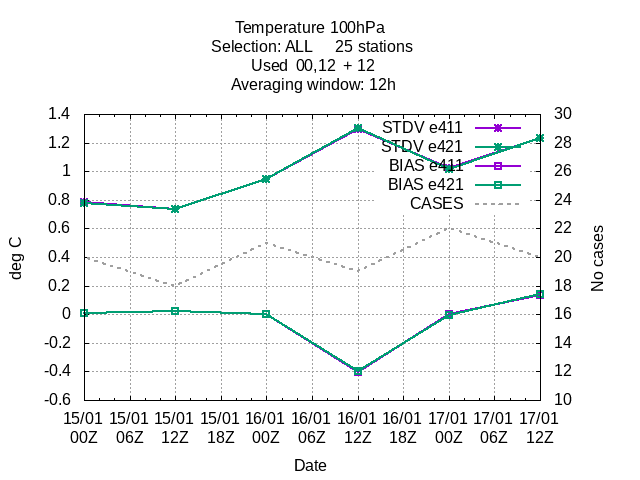 Temperature 100hPa
Selection: ALL 25 stations
Used 00,12 + 12
Averaging window: 12h
1.4
1.2
1
0.8
0.6
0.4
0.2
0
-0.2
-0.4
-0.6
deg C
30
28
26
24
22
20
18
16
14
12
10
No cases
STDV e411
STDV e421
BIAS e411
BIAS e421
CASES
15/01 15/01 15/01 15/01 16/01 16/01 16/01 16/01 17/01 17/01 17/01
00Z 06Z 12Z 18Z 00Z 06Z 12Z 18Z 00Z 06Z 12Z
Date